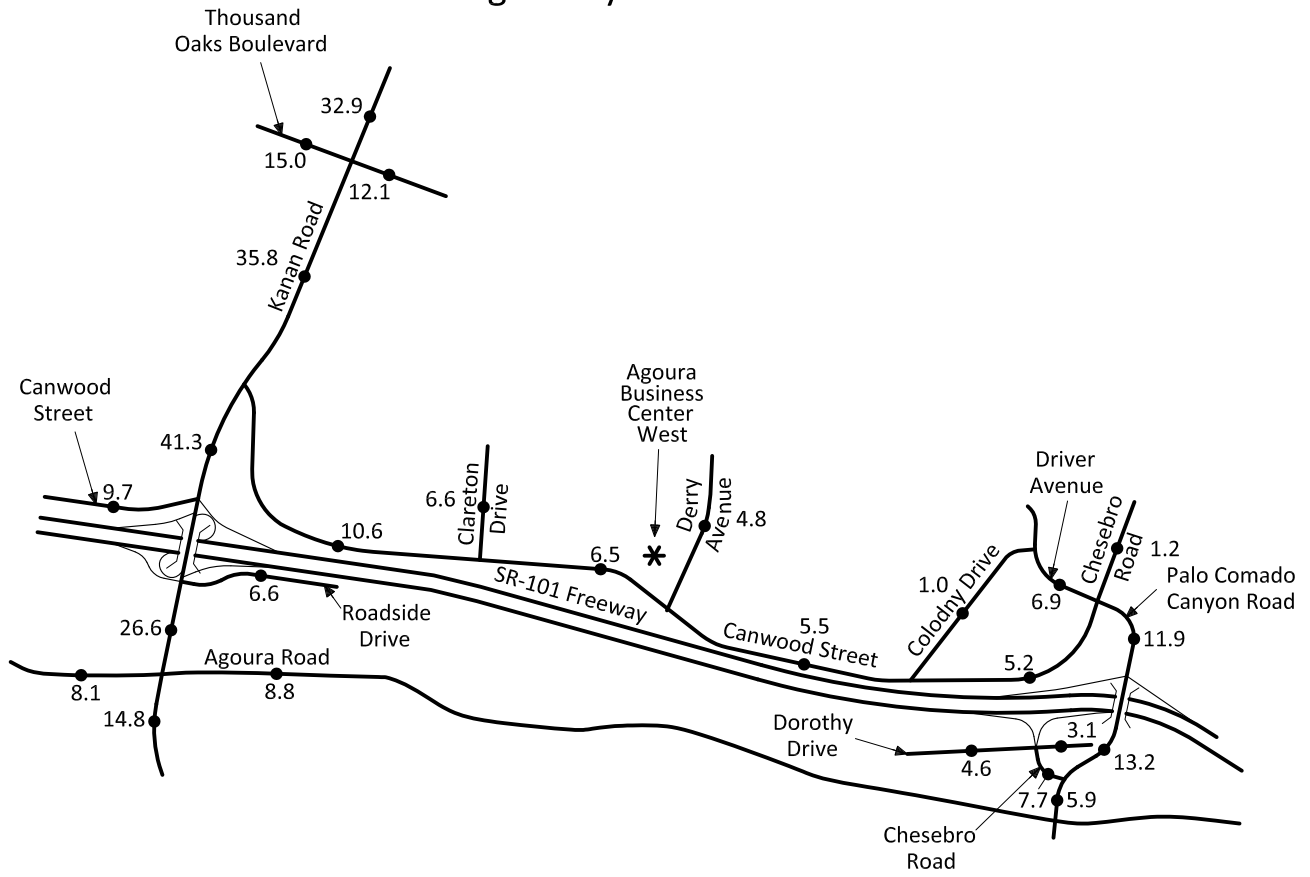 Thousand
Oaks Boulevard
32.9
15.0
12.1
Kanan Road
35.8
Canwood
Street
41.3
9.7
10.6
Clareton
Drive
6.6
Agoura
Business
Center
West
Derry
Avenue
4.8
6.5
SR-101 Freeway
6.6
Roadside
Drive
26.6
Agoura Road
8.1
8.8
14.8
Canwood Street
5.5
Colodny Drive
1.0
Driver
Avenue
6.9
Chesebro
Road
1.2
Palo Comado
Canyon Road
11.9
5.2
Dorothy
Drive
4.6
3.1
13.2
7.7
5.9
Chesebro
Road